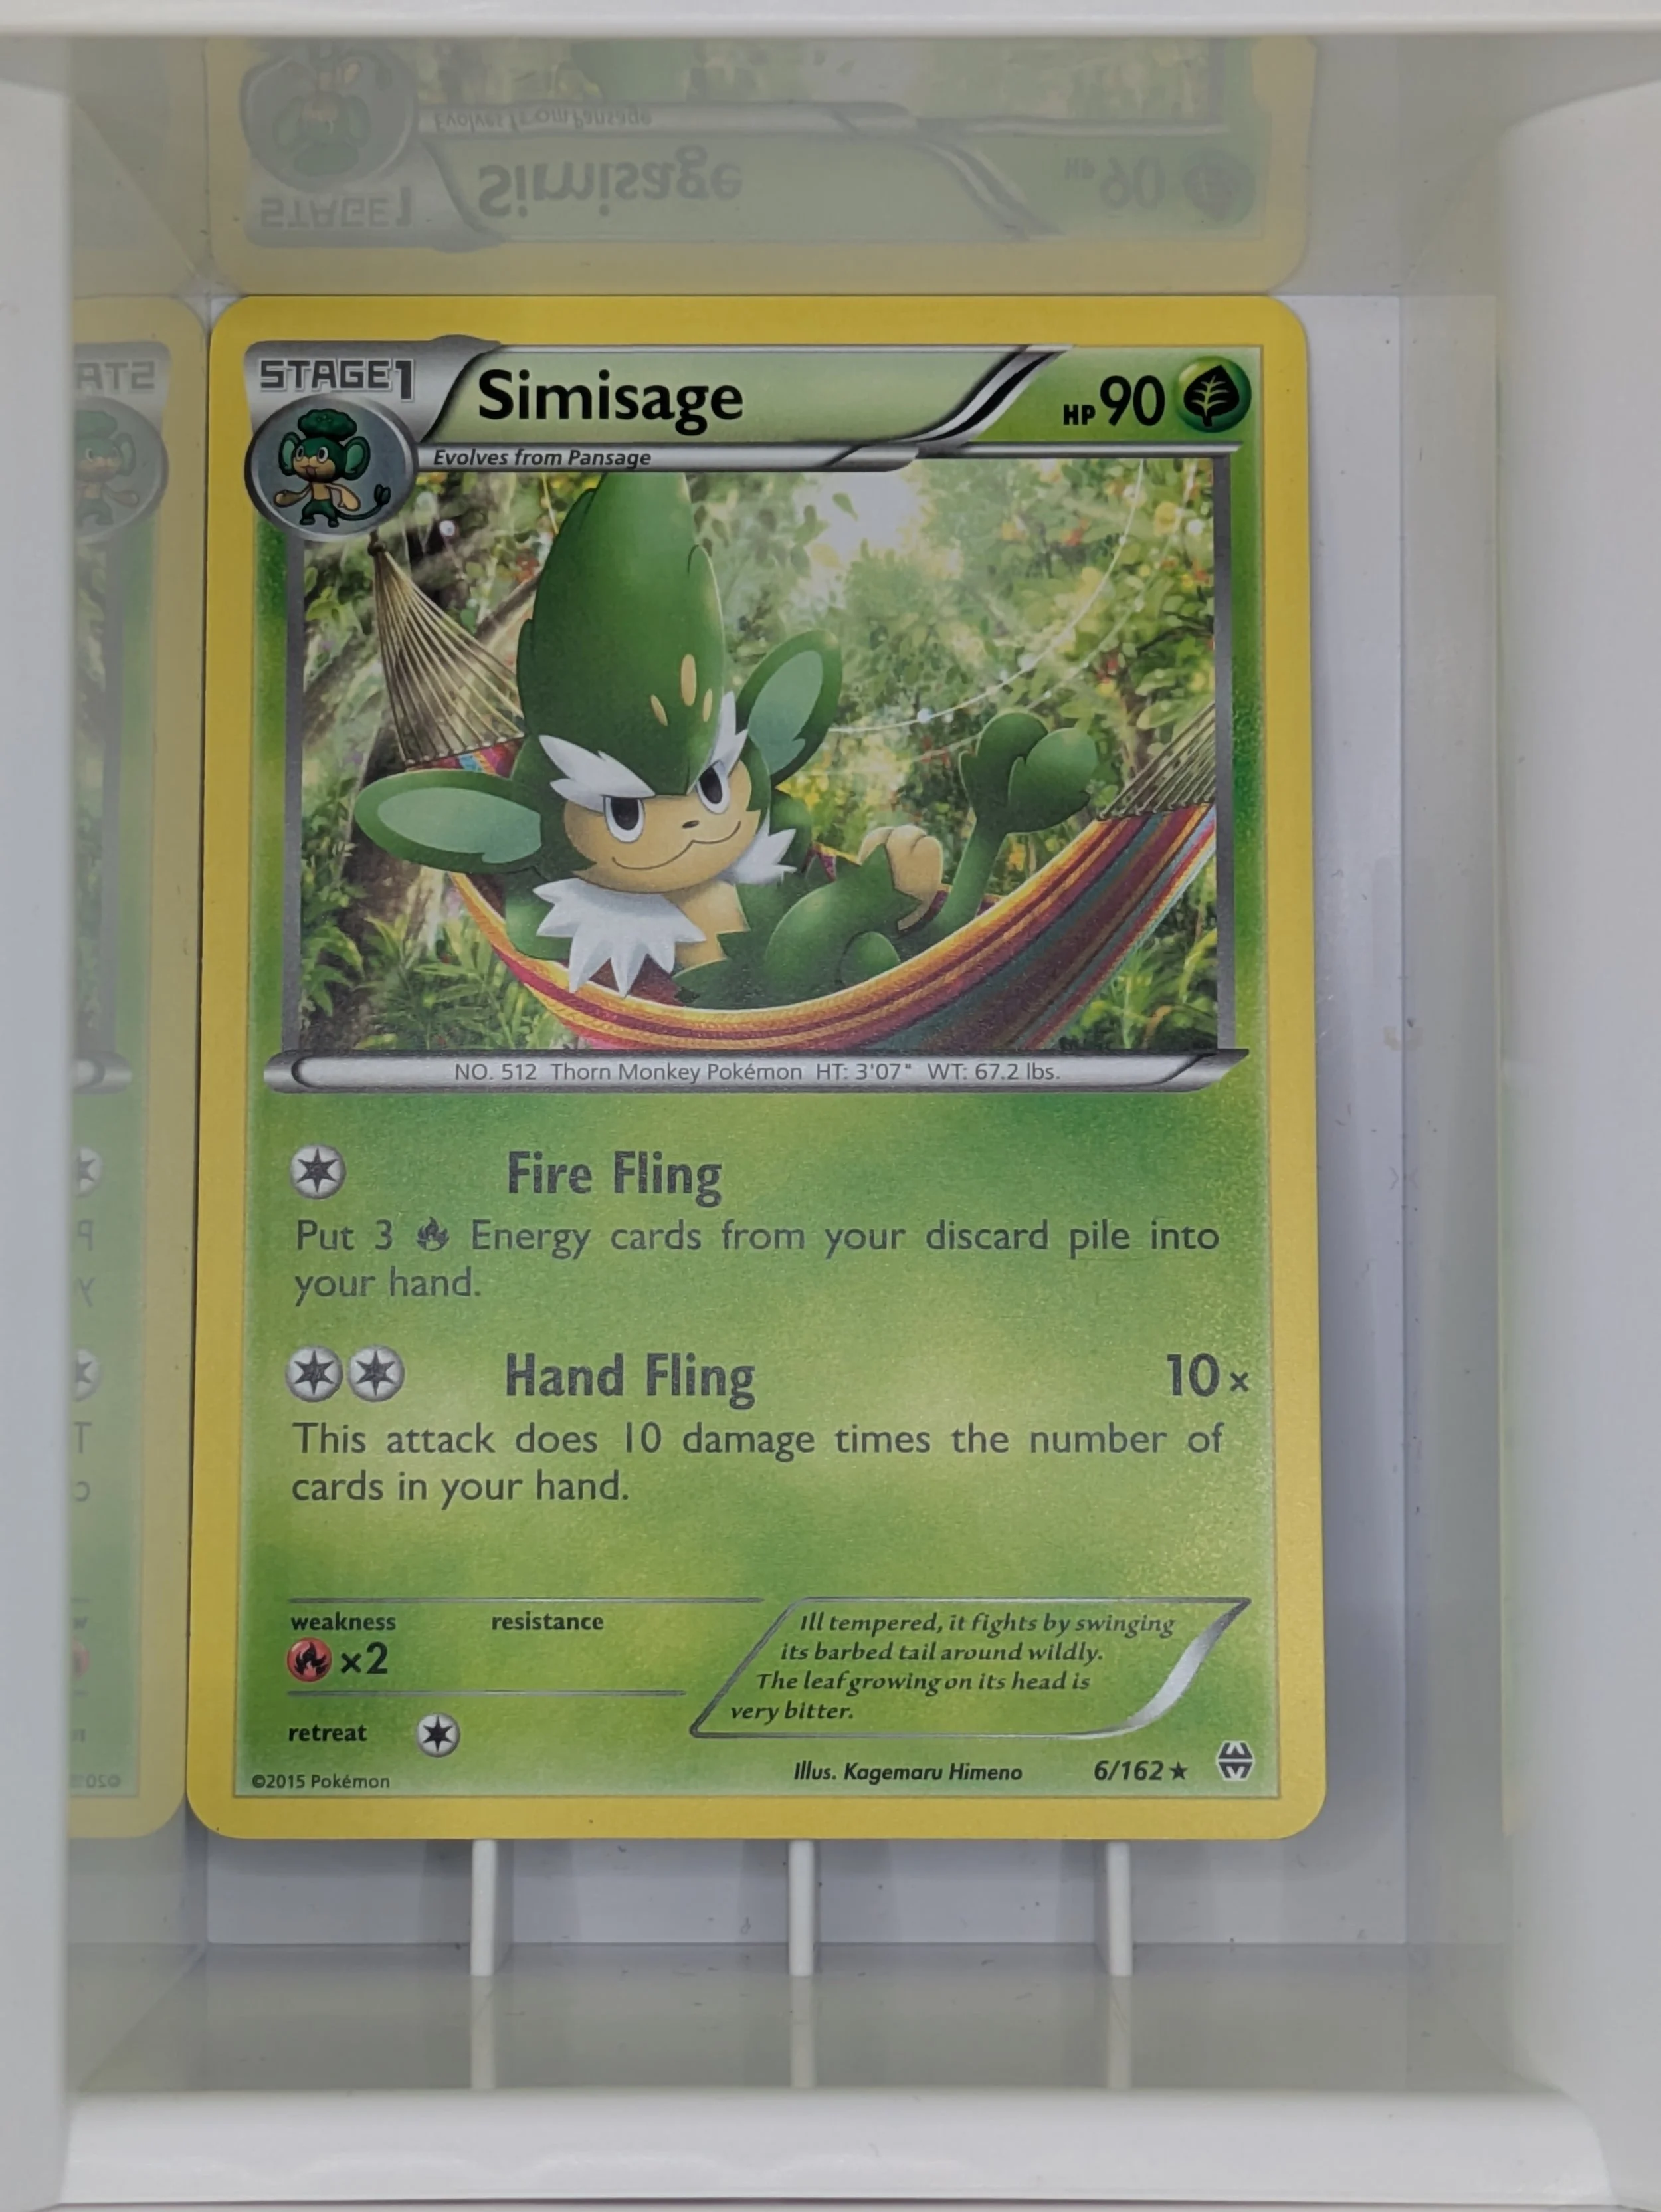 STAGE1
Simisage
HP 90
Evolves from Pansage
NO. 512 Thorn Monkey Pokémon HT: 3'07" WT: 67.2 lbs.
Fire Fling
Put 3 Energy cards from your discard pile into
your hand.
Hand Fling 10×
This attack does 10 damage times the number of
cards in your hand.
weakness resistance
×2
retreat
Ill tempered, it fights by swinging
its barbed tail around wildly.
The leaf growing on its head is
very bitter.
©2015 Pokémon
Illus. Kagemaru Himeno
6/162 ★